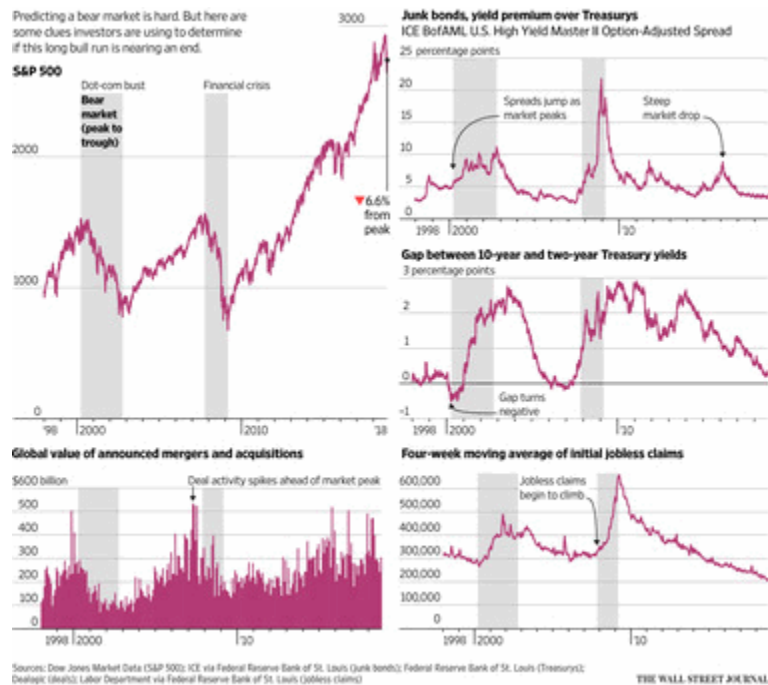 Predicting a bear market is hard. But here are
some clues investors are using to determine
if this long bull run is nearing an end.
S&P 500
3000
Dot-com bust
Financial crisis
Bear
market
(peak to
trough)
2000
▼6.6%
from
peak
1000
0
'98 2000 2010 '18
Junk bonds, yield premium over Treasurys
ICE BofAML U.S. High Yield Master II Option-Adjusted Spread
25 percentage points
20
Spreads jump as
market peaks
Steep
market drop
15
10
5
0
1998 2000 '10
Gap between 10-year and two-year Treasury yields
3 percentage points
2
1
0
Gap turns
negative
-1
1998 2000 '10
Global value of announced mergers and acquisitions
$600 billion
Deal activity spikes ahead of market peak
500
400
300
200
100
0
1998 2000 '10
Four-week moving average of initial jobless claims
600,000
Jobless claims
begin to climb
500,000
400,000
300,000
200,000
100,000
0
1998 2000 '10
Sources: Dow Jones Market Data (S&P 500); ICE via Federal Reserve Bank of St. Louis (junk bonds); Federal Reserve Bank of St. Louis (Treasurys);
Dealogic (deals); Labor Department via Federal Reserve Bank of St. Louis (jobless claims)
THE WALL STREET JOURNAL